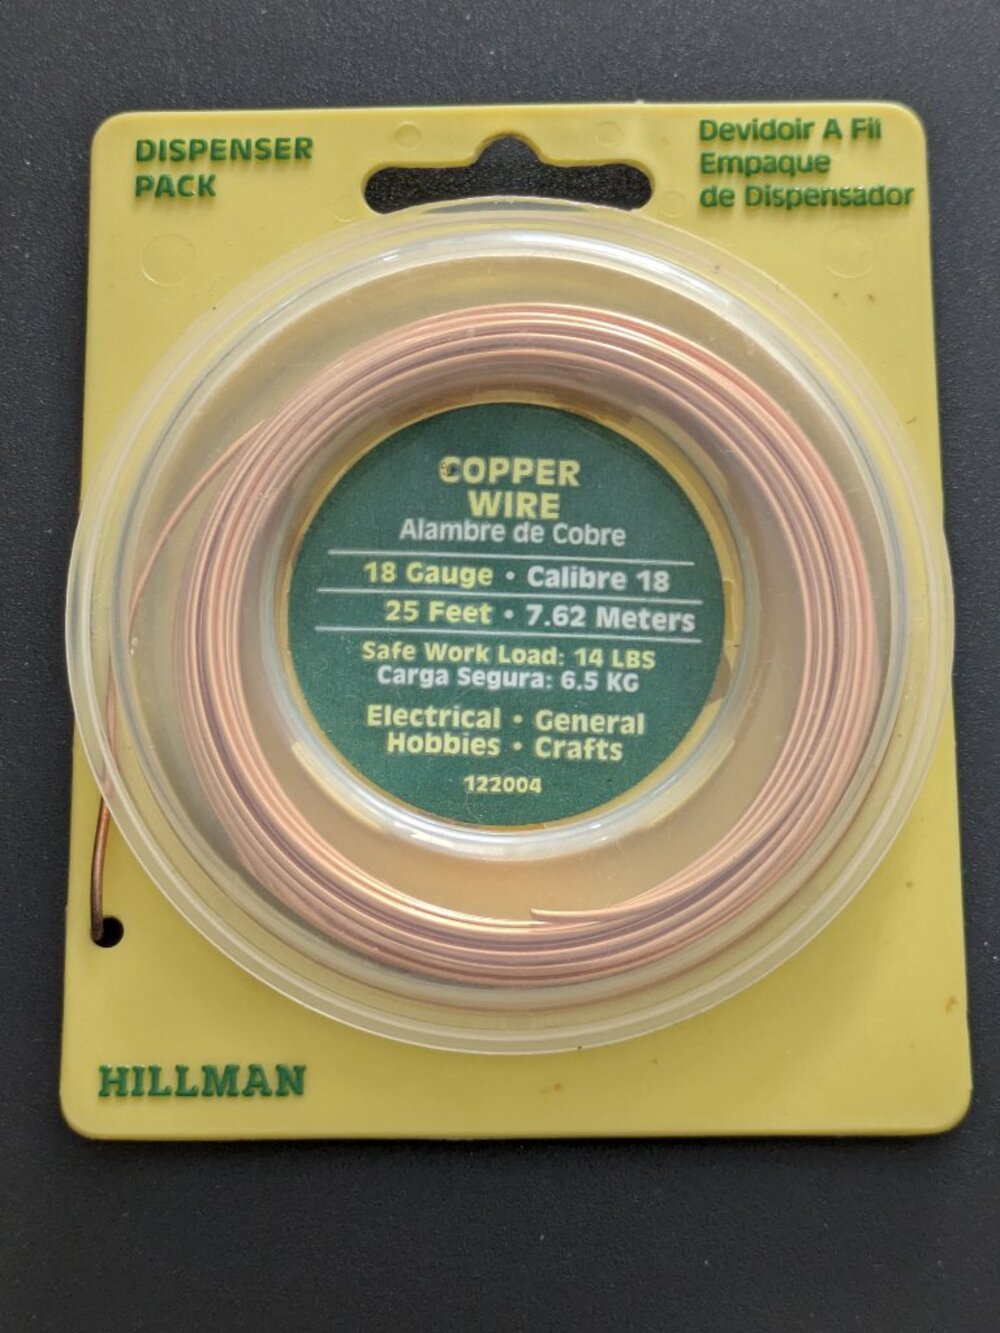 DISPENSER
PACK
Devidoir A Fil
Empaque
de Dispensador
COPPER
WIRE
Alambre de Cobre
18 Gauge • Calibre 18
25 Feet • 7.62 Meters
Safe Work Load: 14 LBS
Carga Segura: 6.5 KG
Electrical • General
Hobbies • Crafts
122004
HILLMAN